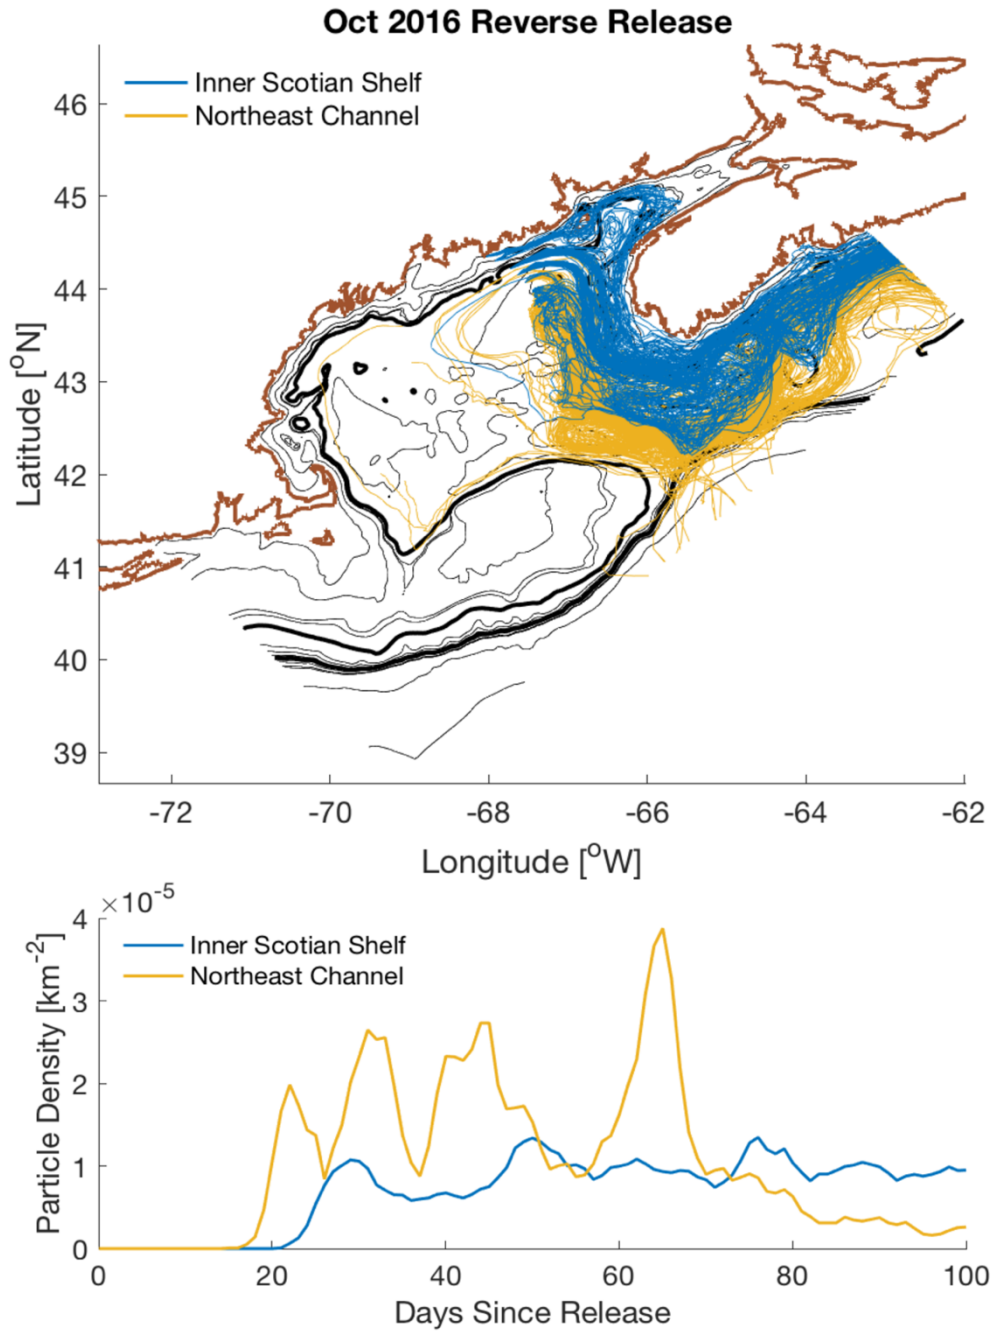 Oct 2016 Reverse Release
Inner Scotian Shelf
Northeast Channel
46
45
44
43
42
41
40
39
Latitude [oN]
-72 -70 -68 -66 -64 -62
Longitude [oW]
×10-5
4
3
2
1
0
Particle Density [km-2]
Inner Scotian Shelf
Northeast Channel
0 20 40 60 80 100
Days Since Release